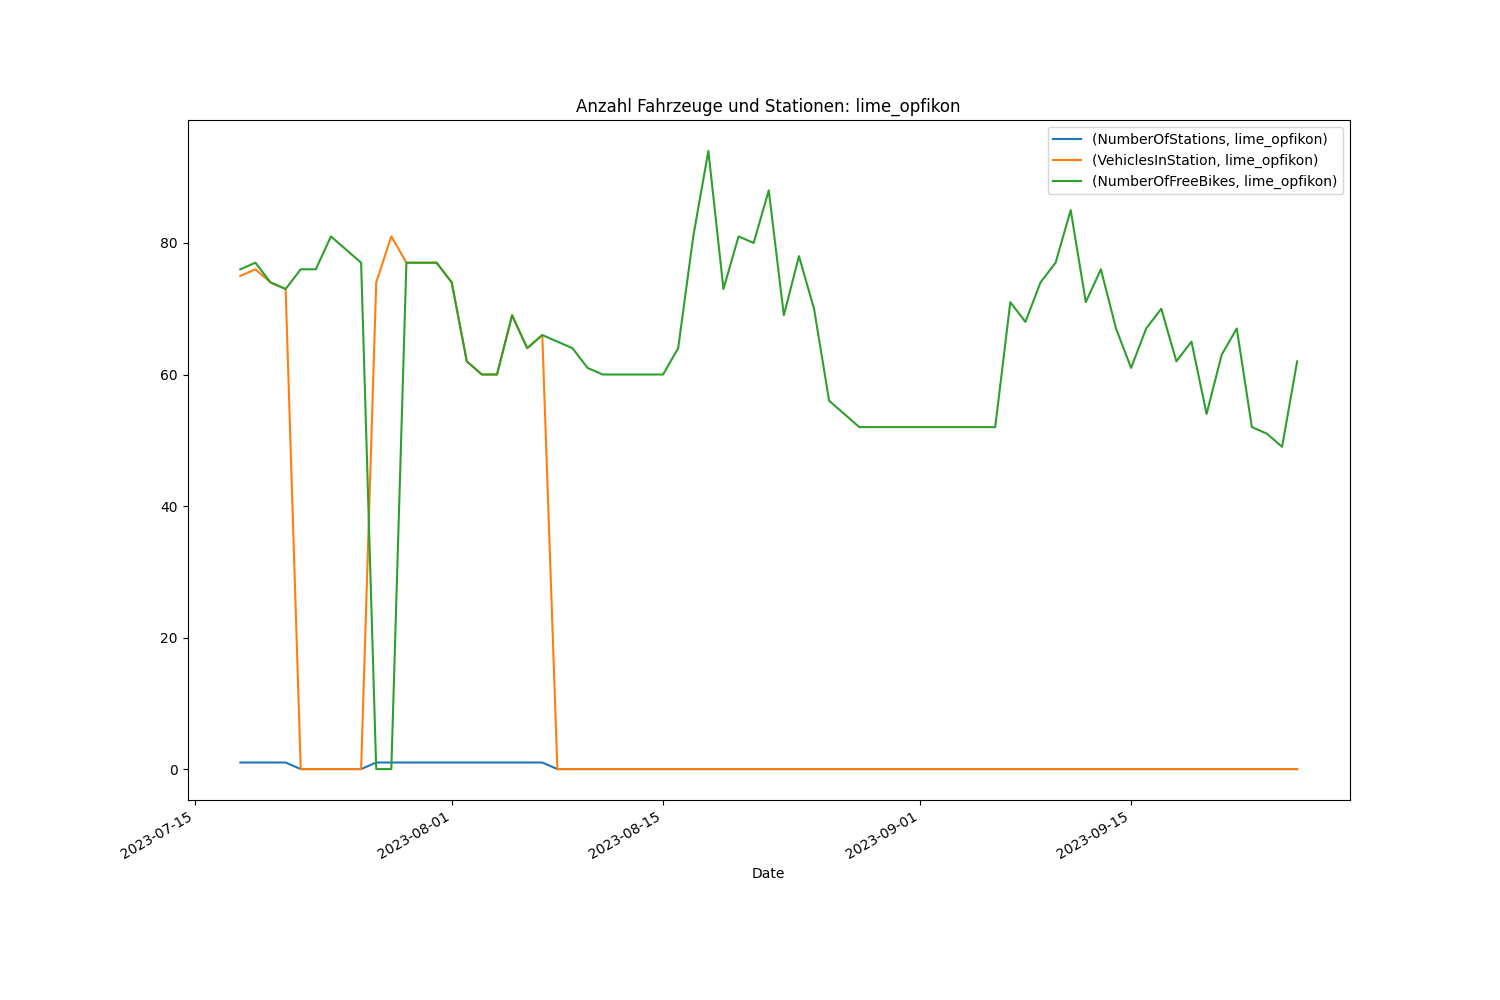 Anzahl Fahrzeuge und Stationen: lime_opfikon
(NumberOfStations, lime_opfikon)
(VehiclesInStation, lime_opfikon)
(NumberOfFreeBikes, lime_opfikon)
80
60
40
20
0
2023-07-15
2023-08-01
2023-08-15
2023-09-01
2023-09-15
Date